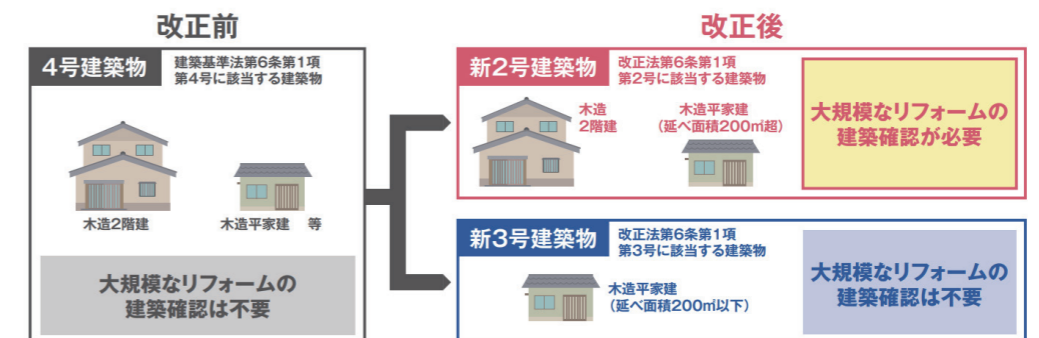 改正前
4号建築物
建築基準法第6条第1項
第4号に該当する建築物
木造2階建
木造平家建 等
大規模なリフォームの
建築確認は不要
改正後
新2号建築物
改正法第6条第1項
第2号に該当する建築物
木造
2階建
木造平家建
（延べ面積200㎡超）
大規模なリフォームの
建築確認が必要
新3号建築物
改正法第6条第1項
第3号に該当する建築物
木造平家建
（延べ面積200㎡以下）
大規模なリフォームの
建築確認は不要